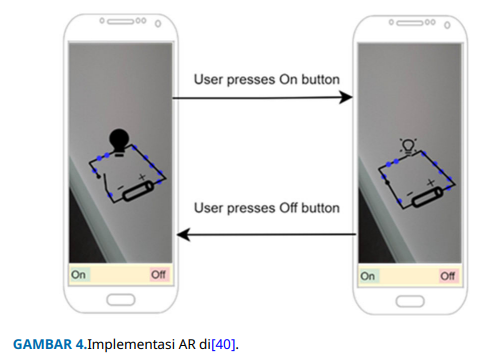 User presses On button
User presses Off button
On Off
On Off
GAMBAR 4.Implementasi AR di[40].